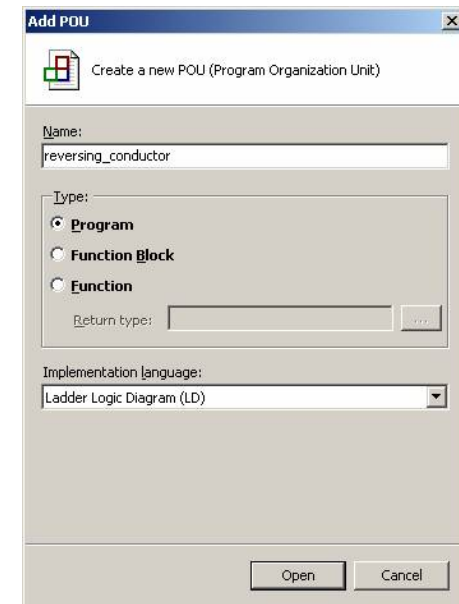 Add POU
Create a new POU (Program Organization Unit)
Name:
reversing_conductor
Type:
Program
Function Block
Function
Return type:
...
Implementation language:
Ladder Logic Diagram (LD)
Open
Cancel